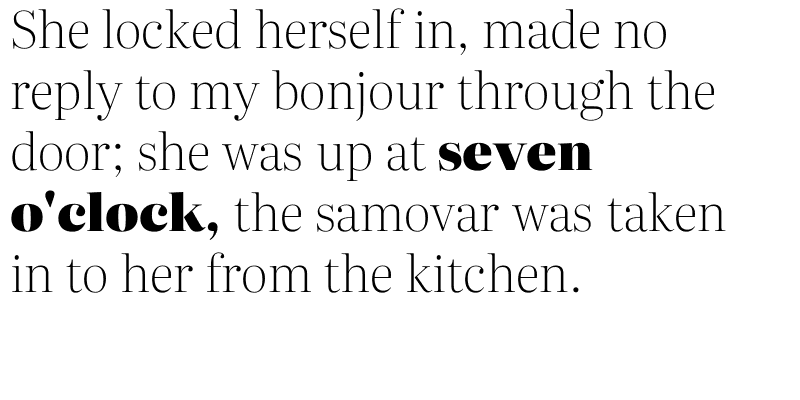 She locked herself in, made no
reply to my bonjour through the
door; she was up at seven
o'clock, the samovar was taken
in to her from the kitchen.